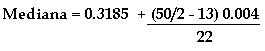 Mediana = 0.3185 + (50/2 - 13) 0.004
22